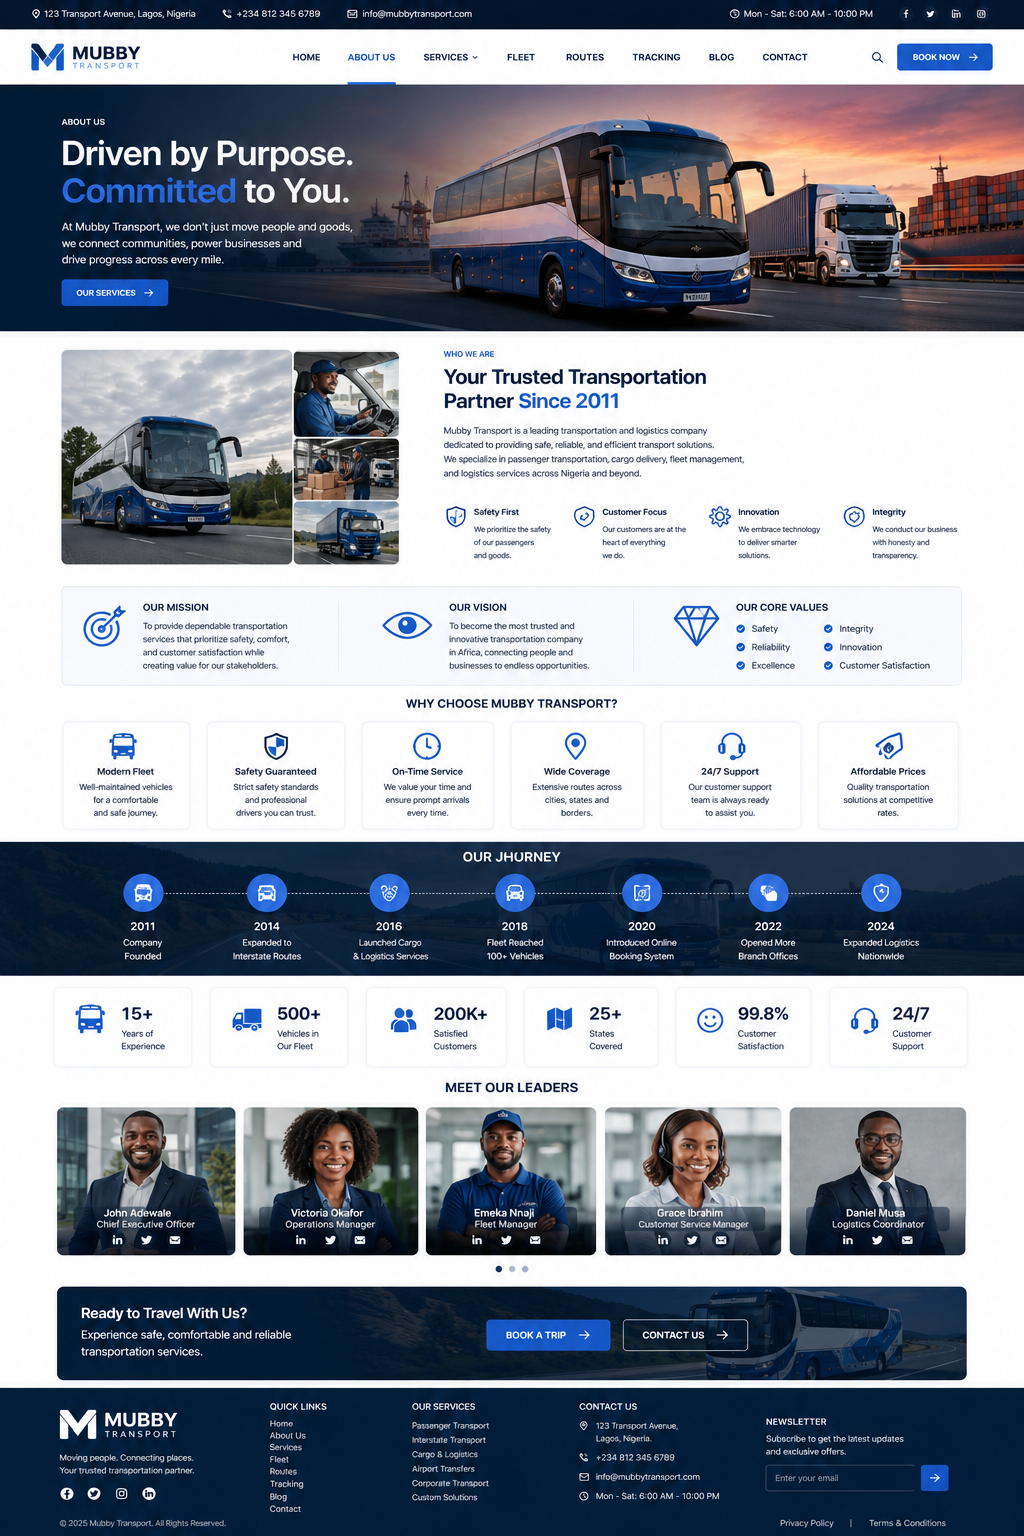 123 Transport Avenue, Lagos, Nigeria
+234 812 345 6789
info@mubbytransport.com
Mon - Sat: 6:00 AM - 10:00 PM
MUBBY
TRANSPORT
HOME
ABOUT US
SERVICES
FLEET
ROUTES
TRACKING
BLOG
CONTACT
BOOK NOW
ABOUT US
Driven by Purpose.
Committed to You.
At Mubby Transport, we don't just move people and goods,
we connect communities, power businesses and
drive progress across every mile.
OUR SERVICES
WHO WE ARE
Your Trusted Transportation
Partner Since 2011
Mubby Transport is a leading transportation and logistics company
dedicated to providing safe, reliable, and efficient transport solutions.
We specialize in passenger transportation, cargo delivery, fleet management,
and logistics services across Nigeria and beyond.
Safety First
We prioritize the safety
of our passengers
and goods.
Customer Focus
Our customers are at the
heart of everything
we do.
Innovation
We embrace technology
to deliver smarter
solutions.
Integrity
We conduct our business
with honesty and
transparency.
OUR MISSION
To provide dependable transportation
services that prioritize safety, comfort,
and customer satisfaction while
creating value for our stakeholders.
OUR VISION
To become the most trusted and
innovative transportation company
in Africa, connecting people and
businesses to endless opportunities.
OUR CORE VALUES
Safety
Integrity
Reliability
Innovation
Excellence
Customer Satisfaction
WHY CHOOSE MUBBY TRANSPORT?
Modern Fleet
Well-maintained vehicles
for a comfortable
and safe journey.
Safety Guaranteed
Strict safety standards
and professional
drivers you can trust.
On-Time Service
We value your time and
ensure prompt arrivals
every time.
Wide Coverage
Extensive routes across
cities, states and
borders.
24/7 Support
Our customer support
team is always ready
to assist you.
Affordable Prices
Quality transportation
solutions at competitive
rates.
OUR JHURNEY
2011
Company
Founded
2014
Expanded to
Interstate Routes
2016
Launched Cargo
& Logistics Services
2018
Fleet Reached
100+ Vehicles
2020
Introduced Online
Booking System
2022
Opened More
Branch Offices
2024
Expanded Logistics
Nationwide
15+
Years of
Experience
500+
Vehicles in
Our Fleet
200K+
Satisfied
Customers
25+
States
Covered
99.8%
Customer
Satisfaction
24/7
Customer
Support
MEET OUR LEADERS
John Adewale
Chief Executive Officer
Victoria Okafor
Operations Manager
Emeka Nnaji
Fleet Manager
Grace Ibrahim
Customer Service Manager
Daniel Musa
Logistics Coordinator
Ready to Travel With Us?
Experience safe, comfortable and reliable
transportation services.
BOOK A TRIP
CONTACT US
MUBBY
TRANSPORT
Moving people. Connecting places.
Your trusted transportation partner.
QUICK LINKS
Home
About Us
Services
Fleet
Routes
Tracking
Blog
Contact
OUR SERVICES
Passenger Transport
Interstate Transport
Cargo & Logistics
Airport Transfers
Corporate Transport
Custom Solutions
CONTACT US
123 Transport Avenue,
Lagos, Nigeria.
+234 812 345 6789
info@mubbytransport.com
Mon - Sat: 6:00 AM - 10:00 PM
NEWSLETTER
Subscribe to get the latest updates
and exclusive offers.
Enter your email
© 2025 Mubby Transport. All Rights Reserved.
Privacy Policy | Terms & Conditions